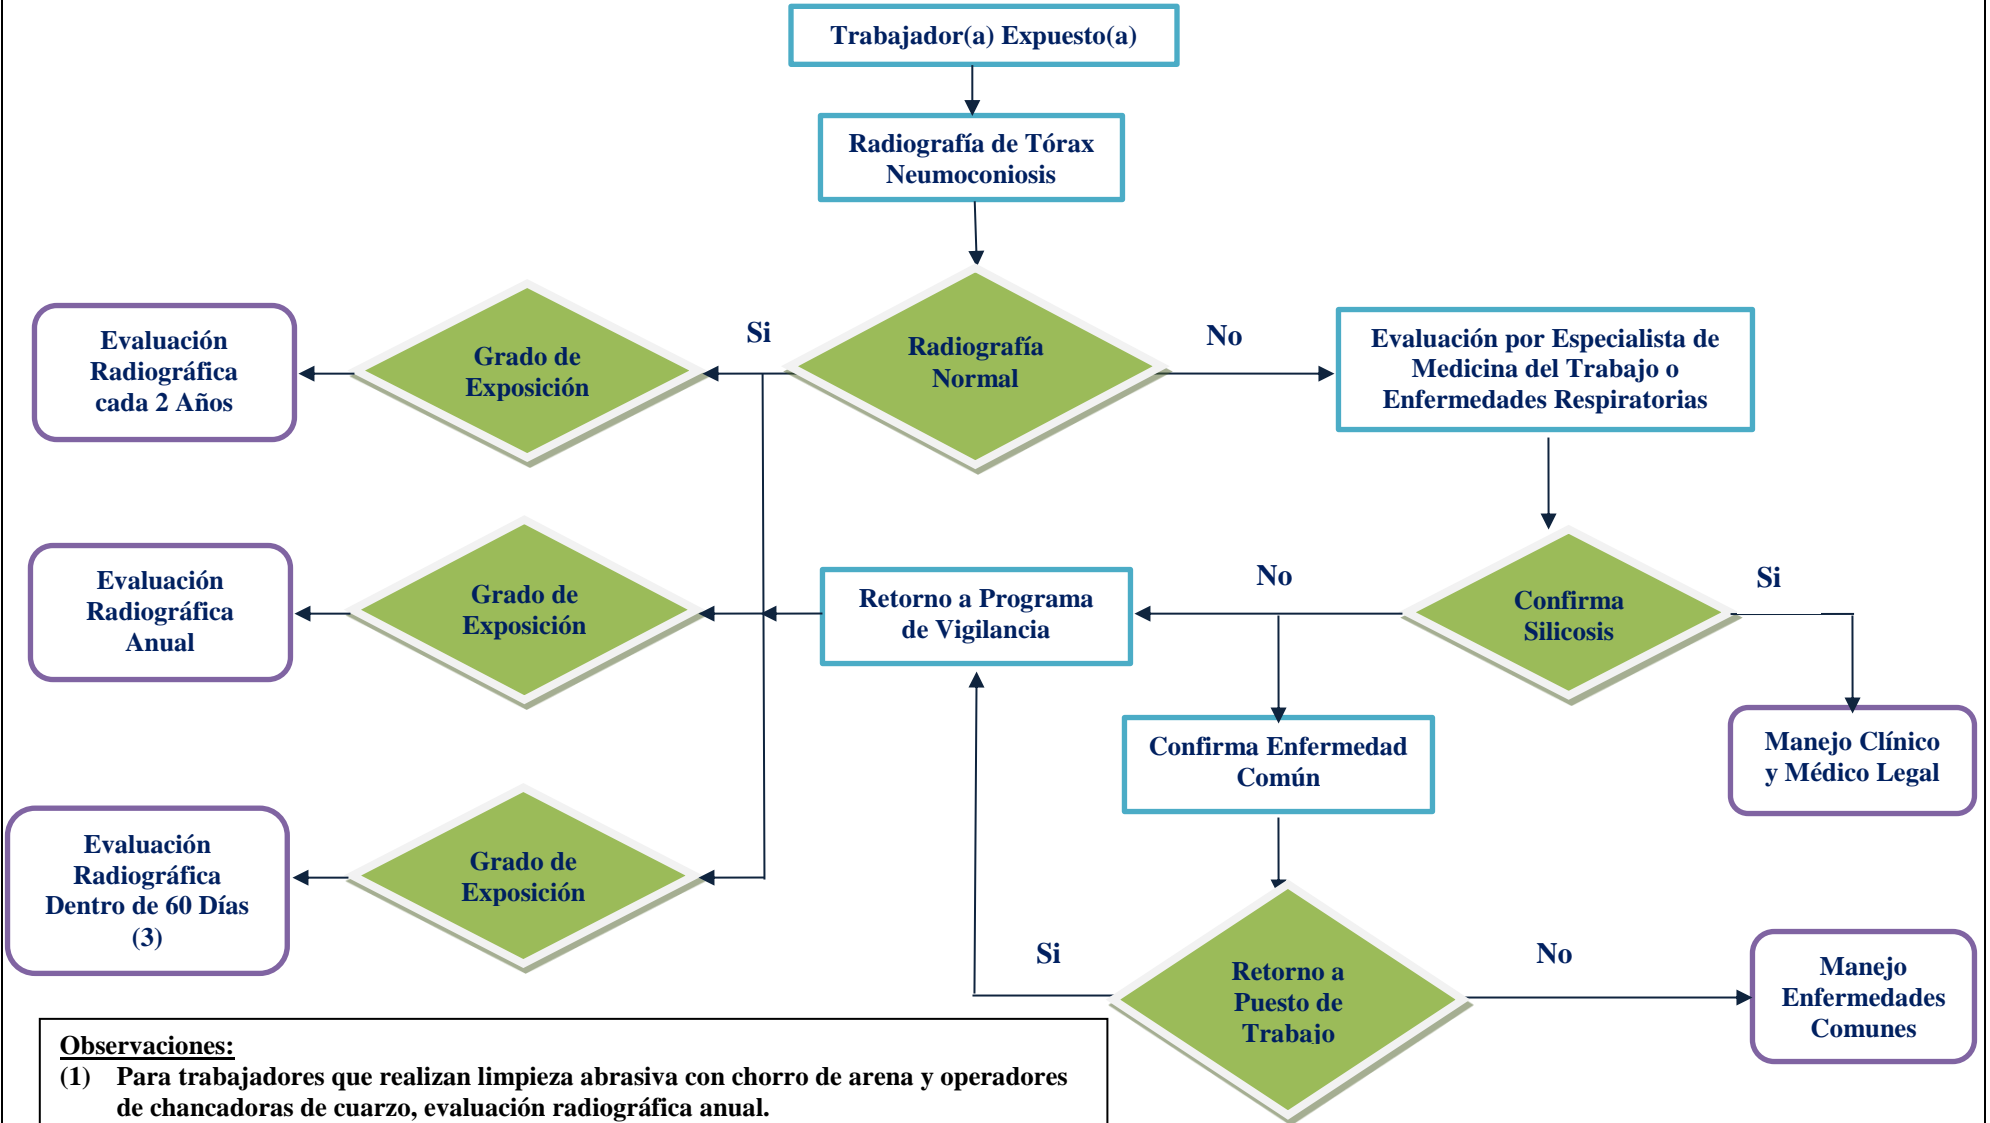 Trabajador(a) Expuesto(a)
Radiografía de Tórax
Neumoconiosis
Evaluación
Radiográfica
cada 2 Años
Grado de
Exposición
Si
Radiografía
Normal
No
Evaluación por Especialista de
Medicina del Trabajo o
Enfermedades Respiratorias
Evaluación
Radiográfica
Anual
Grado de
Exposición
Retorno a Programa
de Vigilancia
No
Confirma
Silicosis
Si
Confirma Enfermedad
Común
Manejo Clínico
y Médico Legal
Evaluación
Radiográfica
Dentro de 60 Días
(3)
Grado de
Exposición
Si
Retorno a
Puesto de
Trabajo
No
Manejo
Enfermedades
Comunes
Observaciones:
(1) Para trabajadores que realizan limpieza abrasiva con chorro de arena y operadores
de chancadoras de cuarzo, evaluación radiográfica anual.